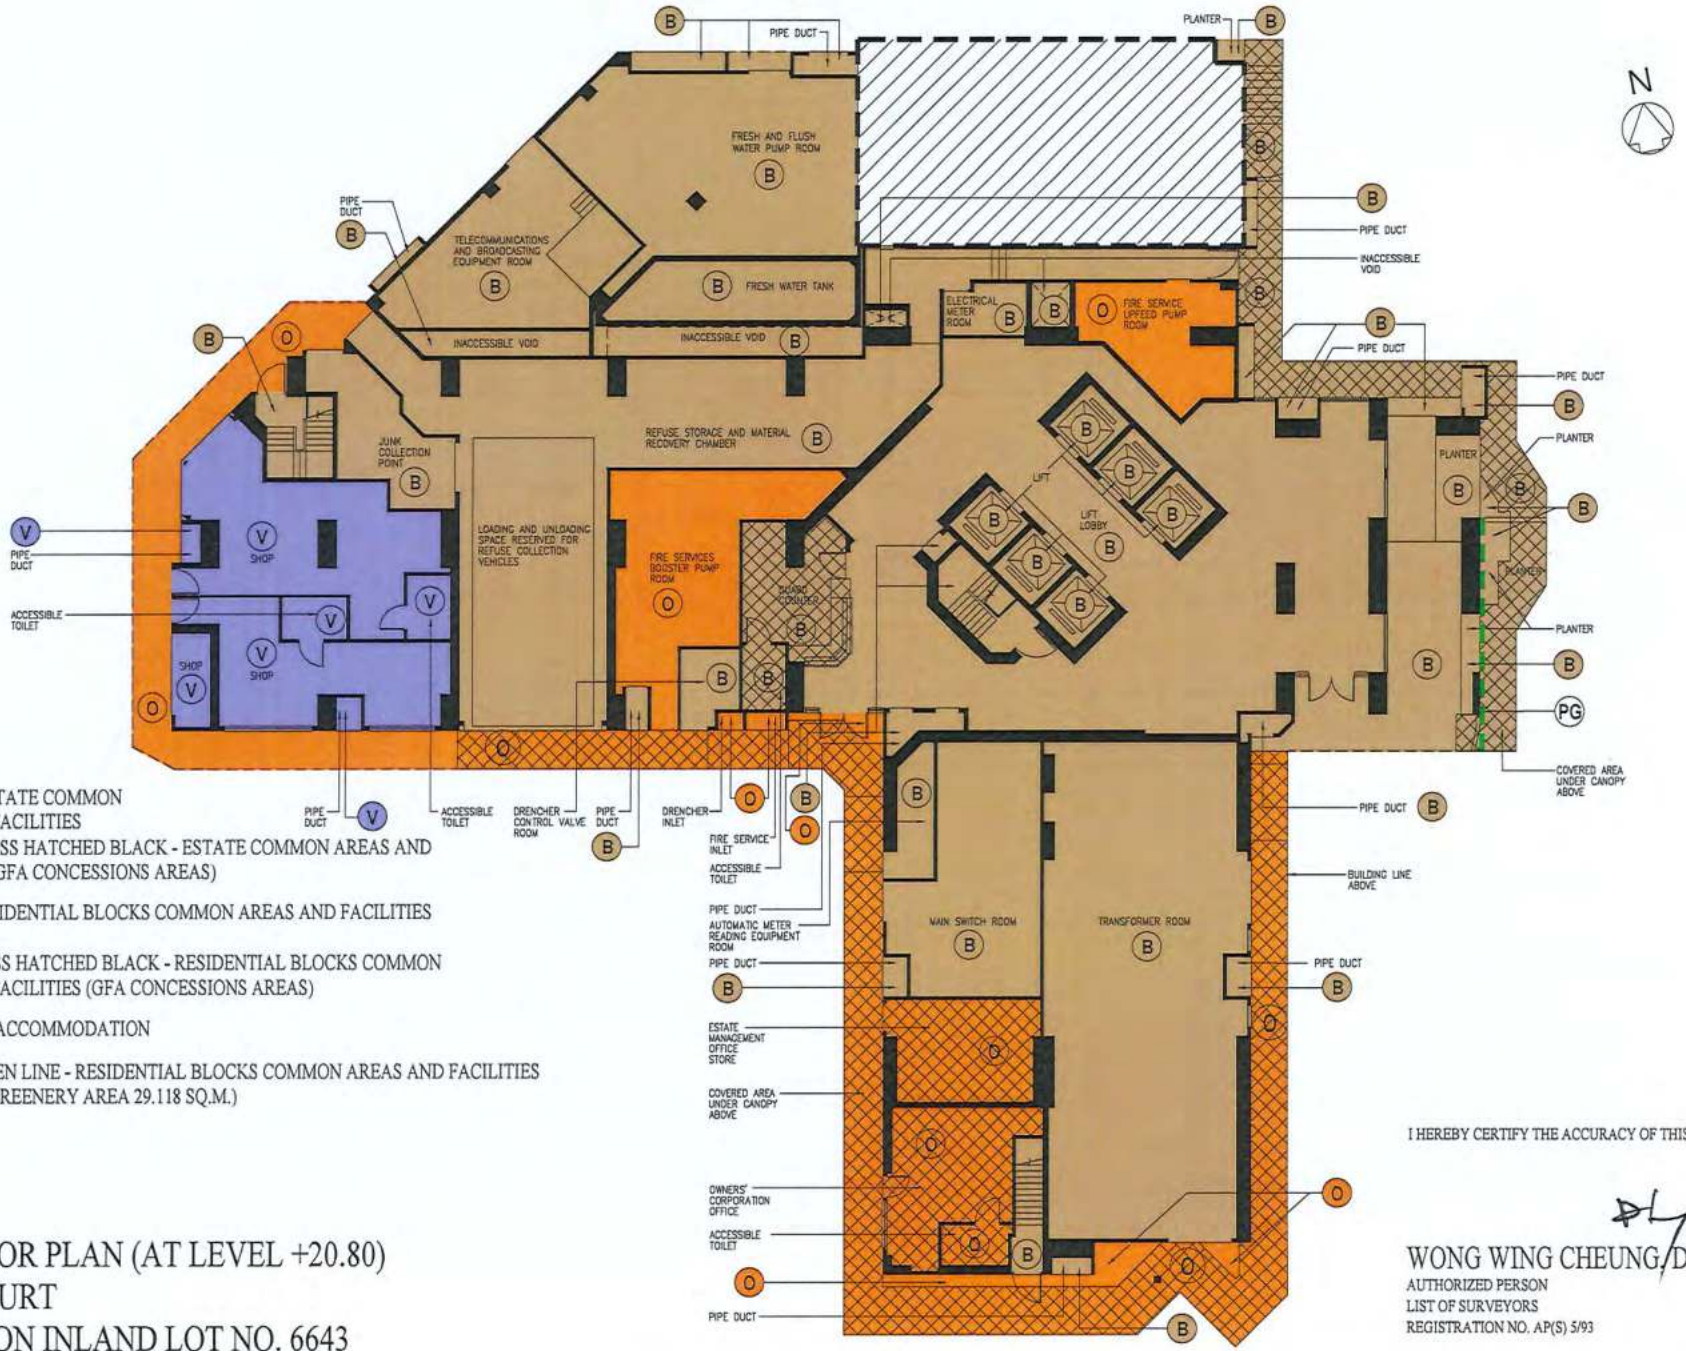 B
PIPE DUCT
PLANTER
B
N
FRESH AND FLUSH
WATER PUMP ROOM
B
B
PIPE
DUCT
B
TELECOMMUNICATIONS
AND BROADCASTING
EQUIPMENT ROOM
B
B
FRESH WATER TANK
B
PIPE DUCT
INACCESSIBLE
VOID
B
ELECTRICAL
METER
ROOM
B
B
O
FIRE SERVICE
UPFEED PUMP
ROOM
B
PIPE DUCT
B
O
INACCESSIBLE VOID
INACCESSIBLE VOID
B
PIPE DUCT
B
JUNK
COLLECTION
POINT
B
REFUSE STORAGE AND MATERIAL
RECOVERY CHAMBER
B
B
B
B
LIFT
LIFT
LOBBY
B
B
B
B
PLANTER
PLANTER
B
B
B
PLANTER
V
PIPE
DUCT
V
SHOP
LOADING AND UNLOADING
SPACE RESERVED FOR
REFUSE COLLECTION
VEHICLES
FIRE SERVICES
BOOSTER PUMP
ROOM
O
GUARD
COUNTER
B
ACCESSIBLE
TOILET
V
V
V
SHOP
SHOP
V
B
B
B
PLANTER
B
PG
O
O
COVERED AREA
UNDER CANOPY
ABOVE
PIPE
DUCT
V
ACCESSIBLE
TOILET
DRENCHER
CONTROL VALVE
ROOM
PIPE
DUCT
B
DRENCHER
INLET
O
B
O
FIRE SERVICE
INLET
ACCESSIBLE
TOILET
B
PIPE DUCT
B
BUILDING LINE
ABOVE
PIPE DUCT
AUTOMATIC METER
READING EQUIPMENT
ROOM
PIPE DUCT
B
MAIN SWITCH ROOM
B
TRANSFORMER ROOM
B
PIPE DUCT
B
ESTATE
MANAGEMENT
OFFICE
STORE
O
O
COVERED AREA
UNDER CANOPY
ABOVE
O
OWNERS'
CORPORATION
OFFICE
ACCESSIBLE
TOILET
O
B
O
O
O
PIPE DUCT
B
TATE COMMON
ACILITIES
SS HATCHED BLACK - ESTATE COMMON AREAS AND
GFA CONCESSIONS AREAS)
IDENTIAL BLOCKS COMMON AREAS AND FACILITIES
SS HATCHED BLACK - RESIDENTIAL BLOCKS COMMON
ACILITIES (GFA CONCESSIONS AREAS)
ACCOMMODATION
EN LINE - RESIDENTIAL BLOCKS COMMON AREAS AND FACILITIES
REENERY AREA 29.118 SQ.M.)
OR PLAN (AT LEVEL +20.80)
URT
ON INLAND LOT NO. 6643
I HEREBY CERTIFY THE ACCURACY OF THIS
WONG WING CHEUNG, D
AUTHORIZED PERSON
LIST OF SURVEYORS
REGISTRATION NO. AP(S) 5/93